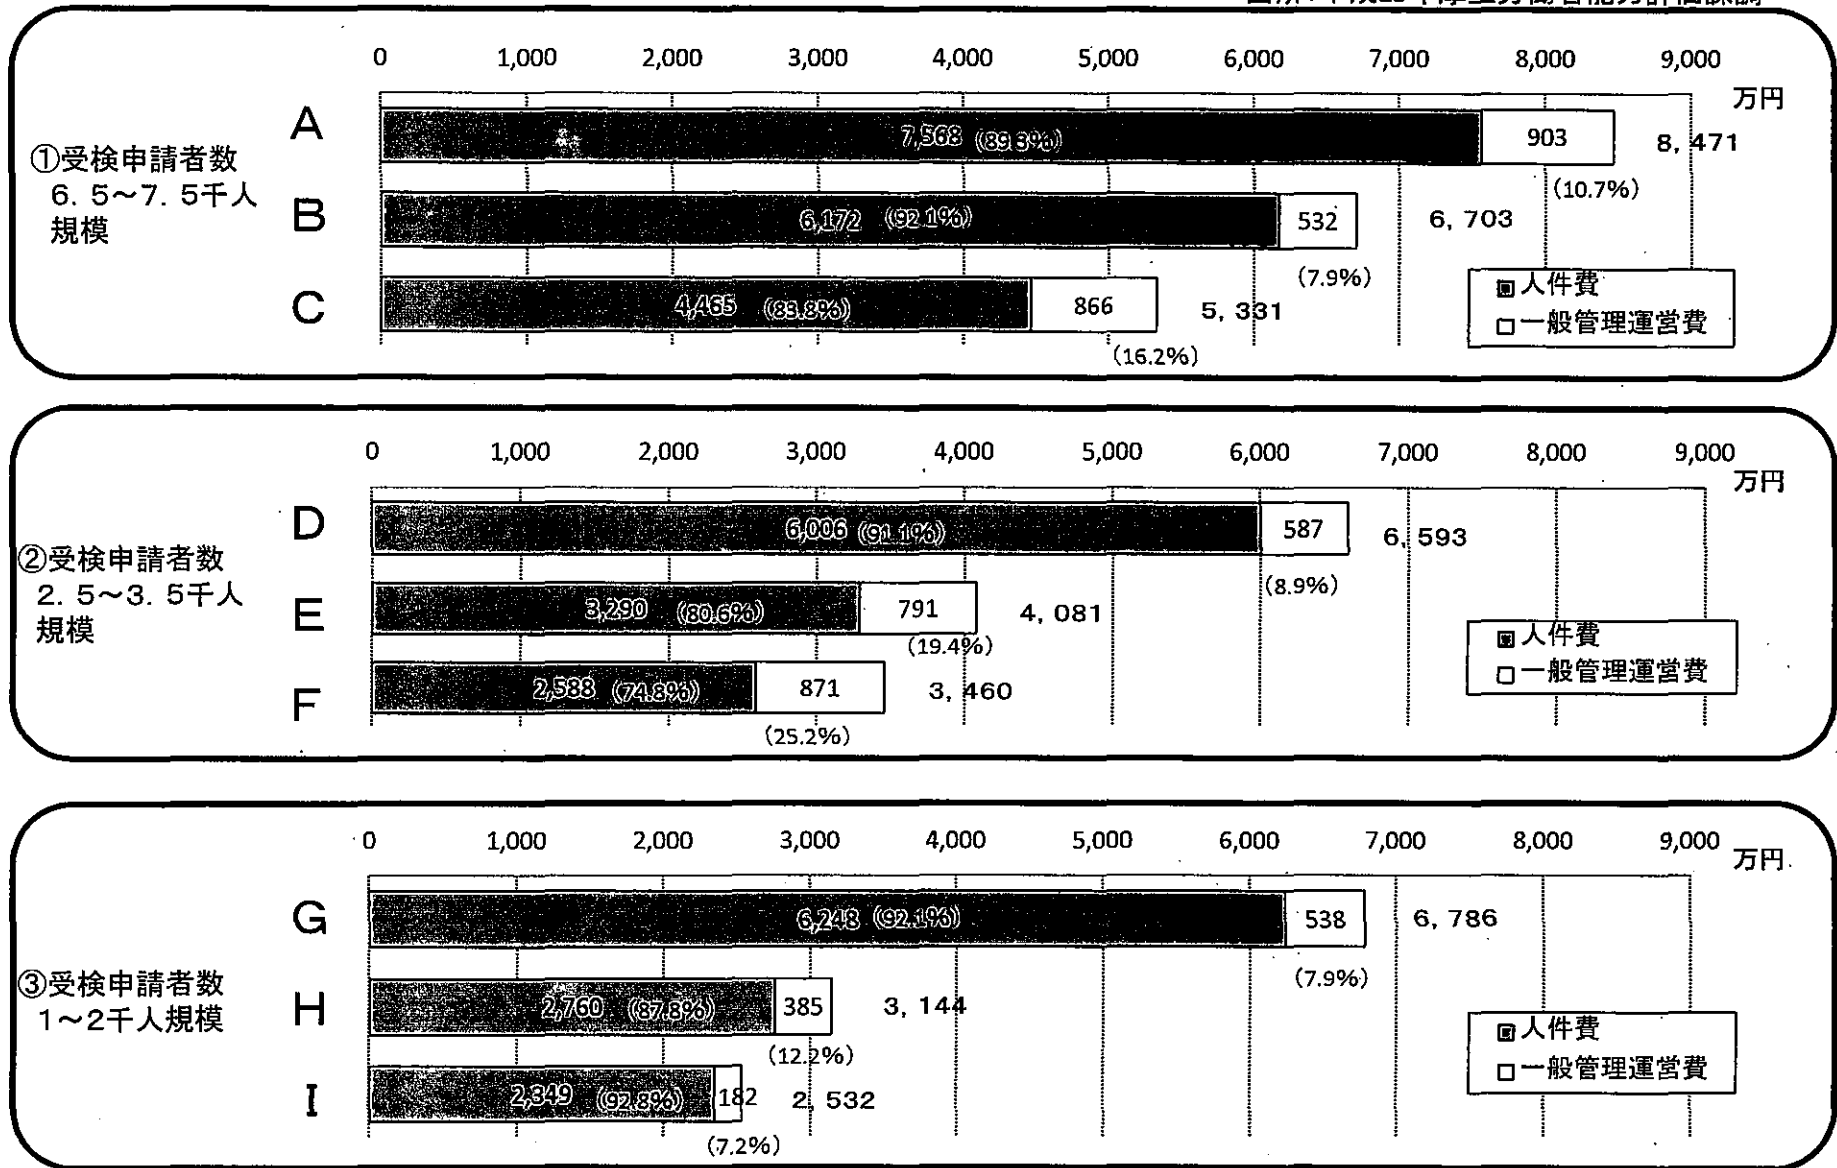 0 1,000 2,000 3,000 4,000 5,000 6,000 7,000 8,000 9,000
万円
①受検申請者数
6.5~7.5千人
規模
A 7,568 (89.3%) 903 8,471
(10.7%)
B 6,172 (92.1%) 532 6,703
(7.9%)
C 4,465 (83.8%) 866 5,331
(16.2%)
人件費
一般管理運営費
0 1,000 2,000 3,000 4,000 5,000 6,000 7,000 8,000 9,000
万円
②受検申請者数
2.5~3.5千人
規模
D 6,006 (91.1%) 587 6,593
(8.9%)
E 3,290 (80.6%) 791 4,081
(19.4%)
F 2,588 (74.8%) 871 3,460
(25.2%)
人件費
一般管理運営費
0 1,000 2,000 3,000 4,000 5,000 6,000 7,000 8,000 9,000
万円
③受検申請者数
1~2千人規模
G 6,248 (92.1%) 538 6,786
(7.9%)
H 2,760 (87.8%) 385 3,144
(12.2%)
I 2,349 (92.8%) 182 2,532
(7.2%)
人件費
一般管理運営費